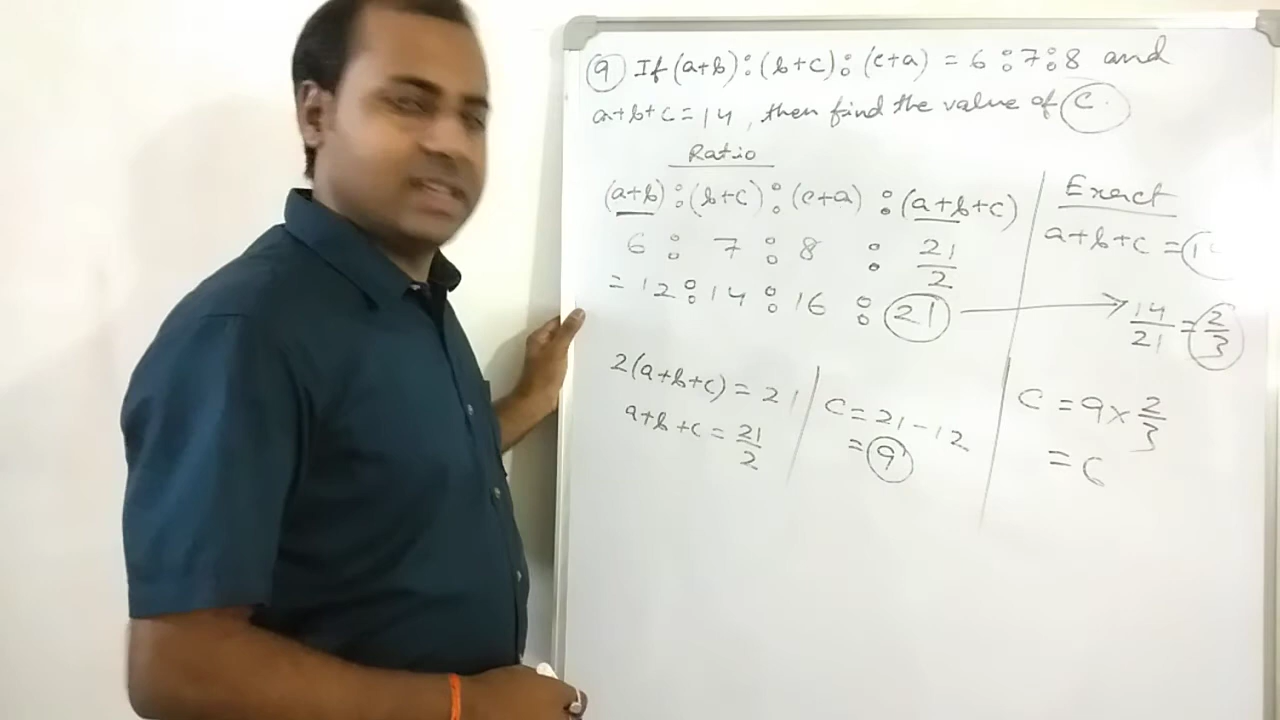 9 If (a+b):(b+c):(c+a) = 6:7:8 and
a+b+c=14, then find the value of C.
Ratio
(a+b):(b+c):(c+a) : (a+b+c)
6 : 7 : 8 : 21/2
= 12:14:16 : 21
2(a+b+c) = 21
a+b+c = 21/2
C = 21-12
= 9
Exact
a+b+c =
14/21 = 2/3
C = 9 × 2/3
= 6